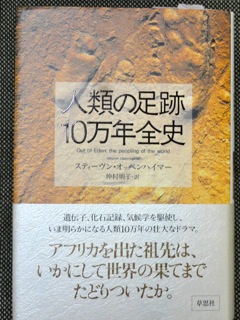 人類の足跡
10万年全史
Out of Eden, the peopling of the world
スティーヴン・オッペンハイマー
仲村明子・訳
遺伝子、化石記録、気候学を駆使し、
いま明らかになる人類10万年の壮大なドラマ。
アフリカを出た祖先は、
いかにして世界の果てまで
たどりついたか。
草思社